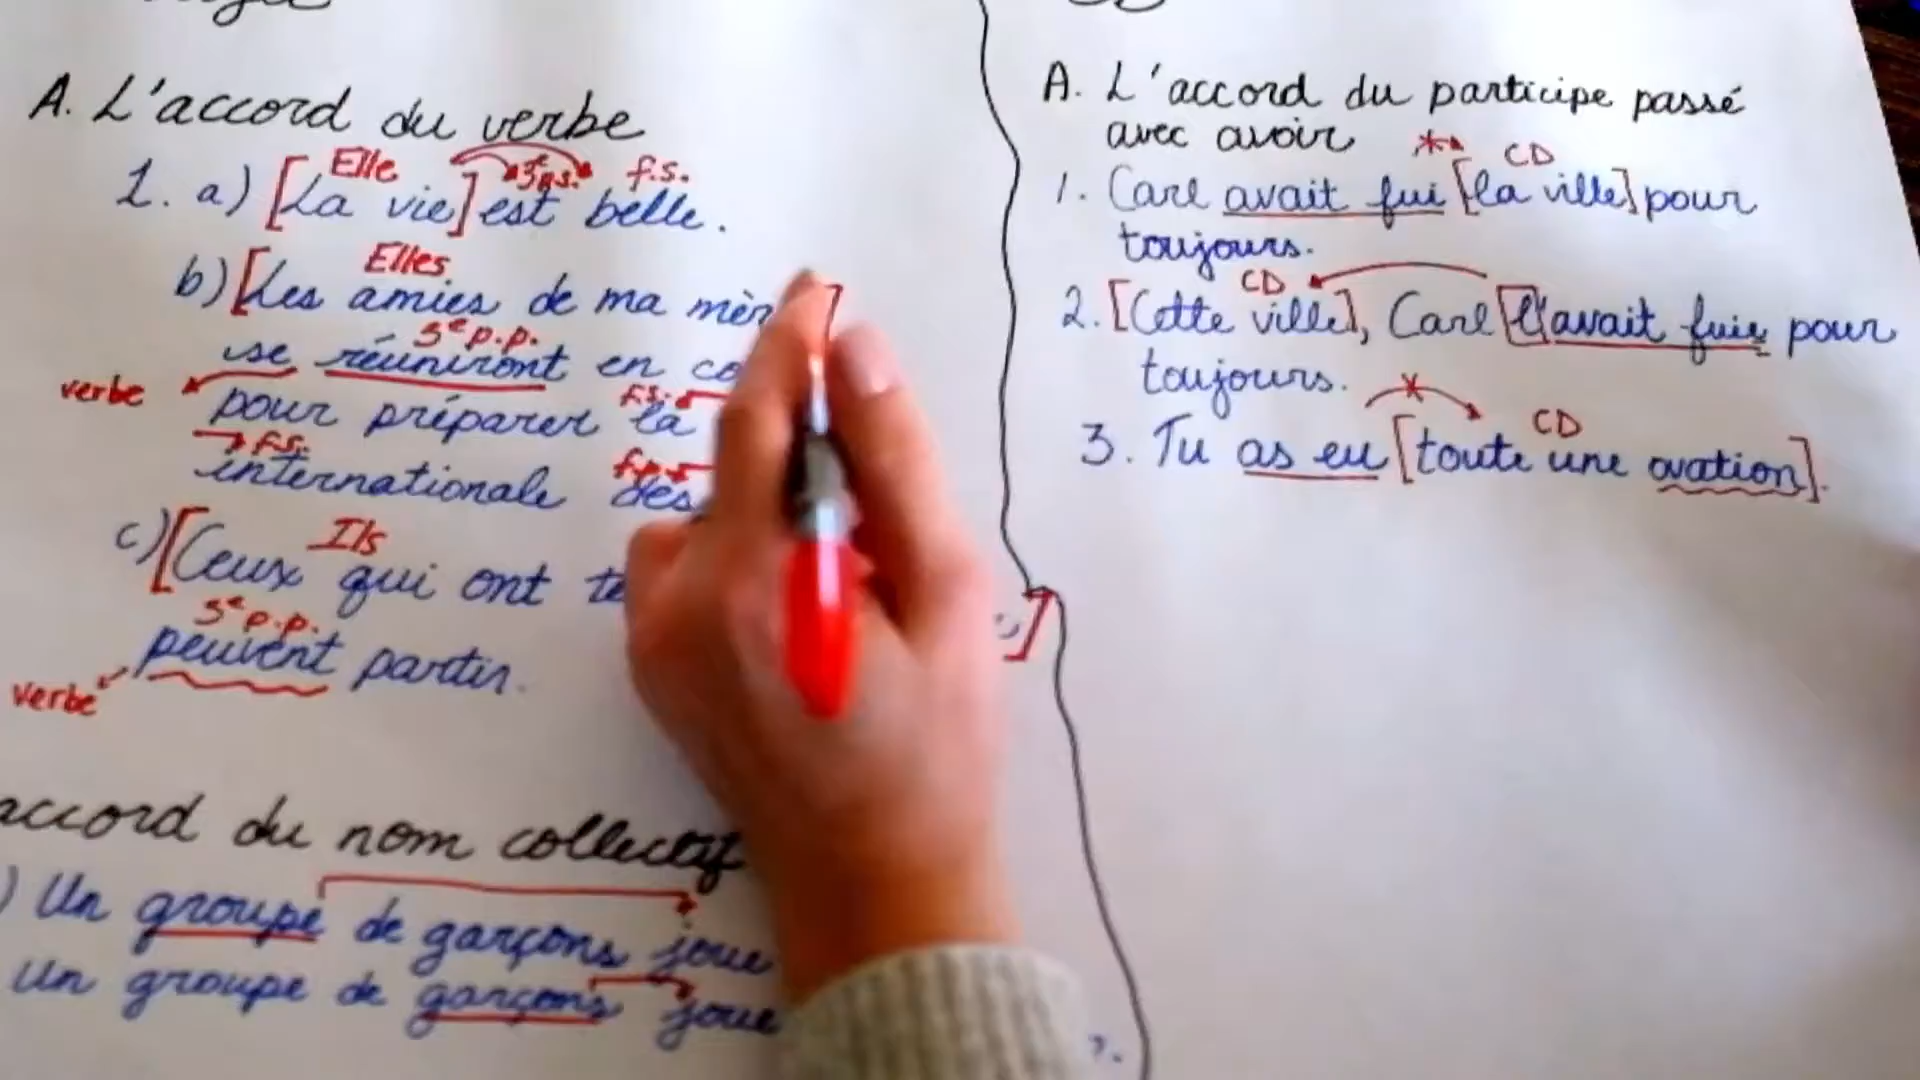 A. L'accord du verbe
Elle 3e p.s. f.s.
1. a) [La vie] est belle.
Elles
b) [Les amies de ma mèr ]
3e p.p.
se réuniront en co
verbe
f.s.
pour préparer la
f.s. f.p.
internationale des
Ils
c) [Ceux qui ont ]
3e p.p.
peuvent partir.
verbe
accord du nom collectif
) Un groupe de garçons joue
Un groupe de garçons joue
A. L'accord du participe passé
avec avoir
CD
1. Carl avait fui [la ville] pour
toujours.
CD
2. [Cette ville], Carl l'avait fuie pour
toujours.
CD
3. Tu as eu [toute une ovation].